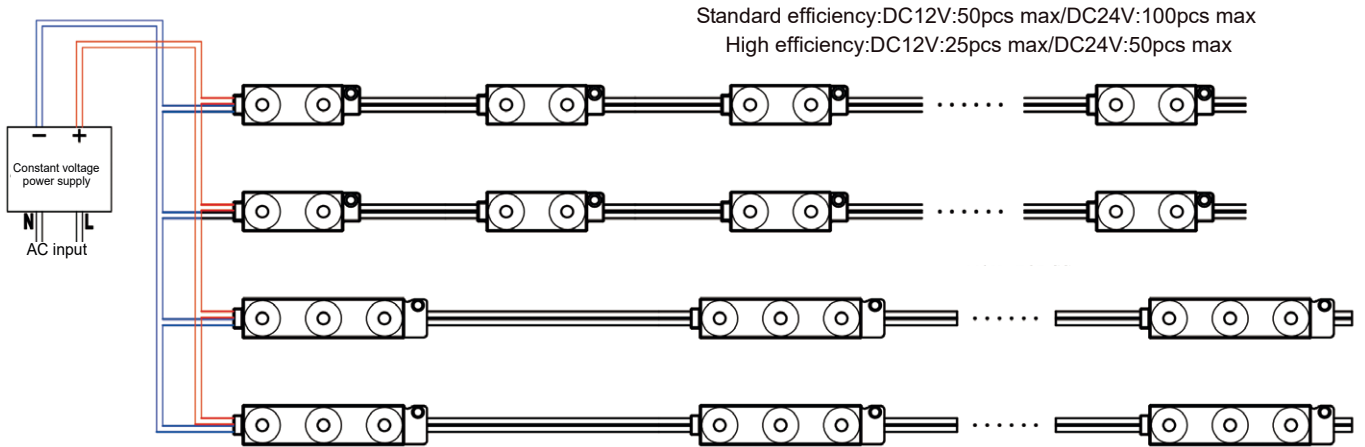 Standard efficiency:DC12V:50pcs max/DC24V:100pcs max
High efficiency:DC12V:25pcs max/DC24V:50pcs max
− +
Constant voltage
power supply
N L
AC input